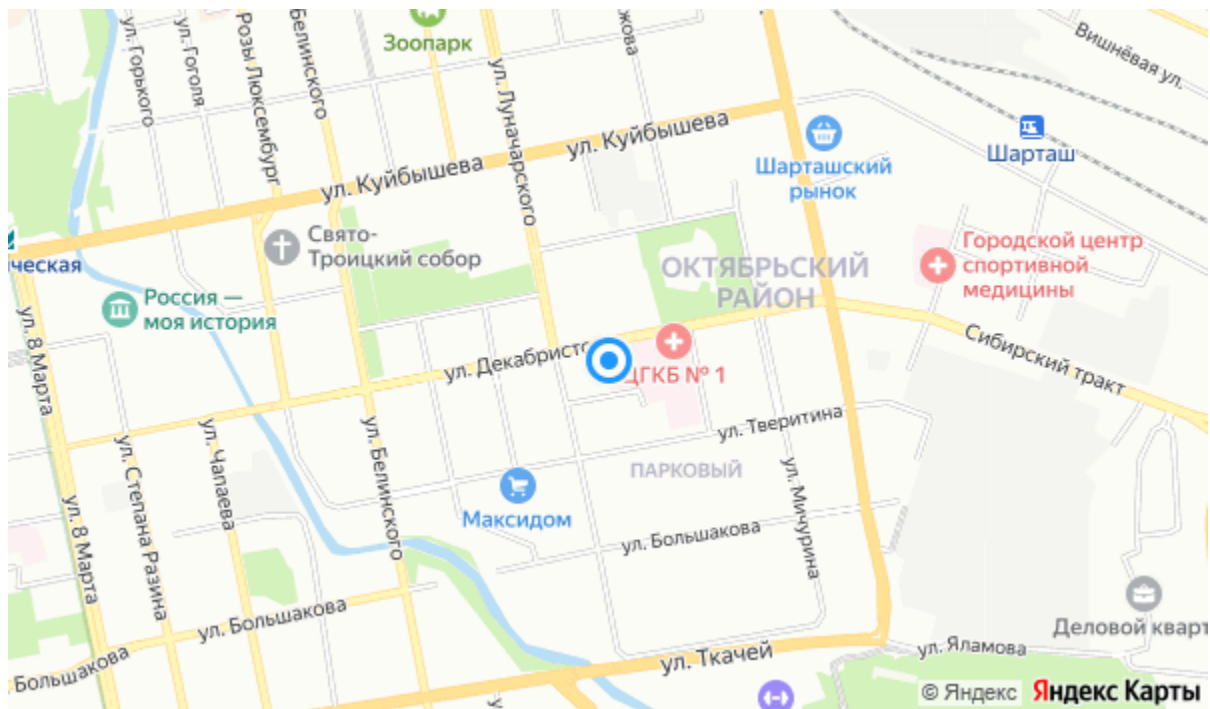 Зоопарк
Вишнёвая ул.
ул. Горького
ул. Гоголя
Розы Люксембург
Белинского
ул. Луначарского
ул. Куйбышева
ул. Куйбышева
Шарташ
Шарташский
рынок
Свято-
Троицкий собор
Городской центр
спортивной
медицины
ОКТЯБРЬСКИЙ
РАЙОН
Россия —
моя история
ул. 8 Марта
ул. Декабристо
ЦГКБ № 1
Сибирский тракт
ул. Тверитина
ПАРКОВЫЙ
ул. Степана Разина
ул. Чапаева
ул. Белинского
Максидом
ул. Мичурина
ул. 8 Марта
ул. Большакова
ул. Большакова
Большакова
Деловой кварт
ул. Ткачей
ул. Яламова
© Яндекс Яндекс Карты